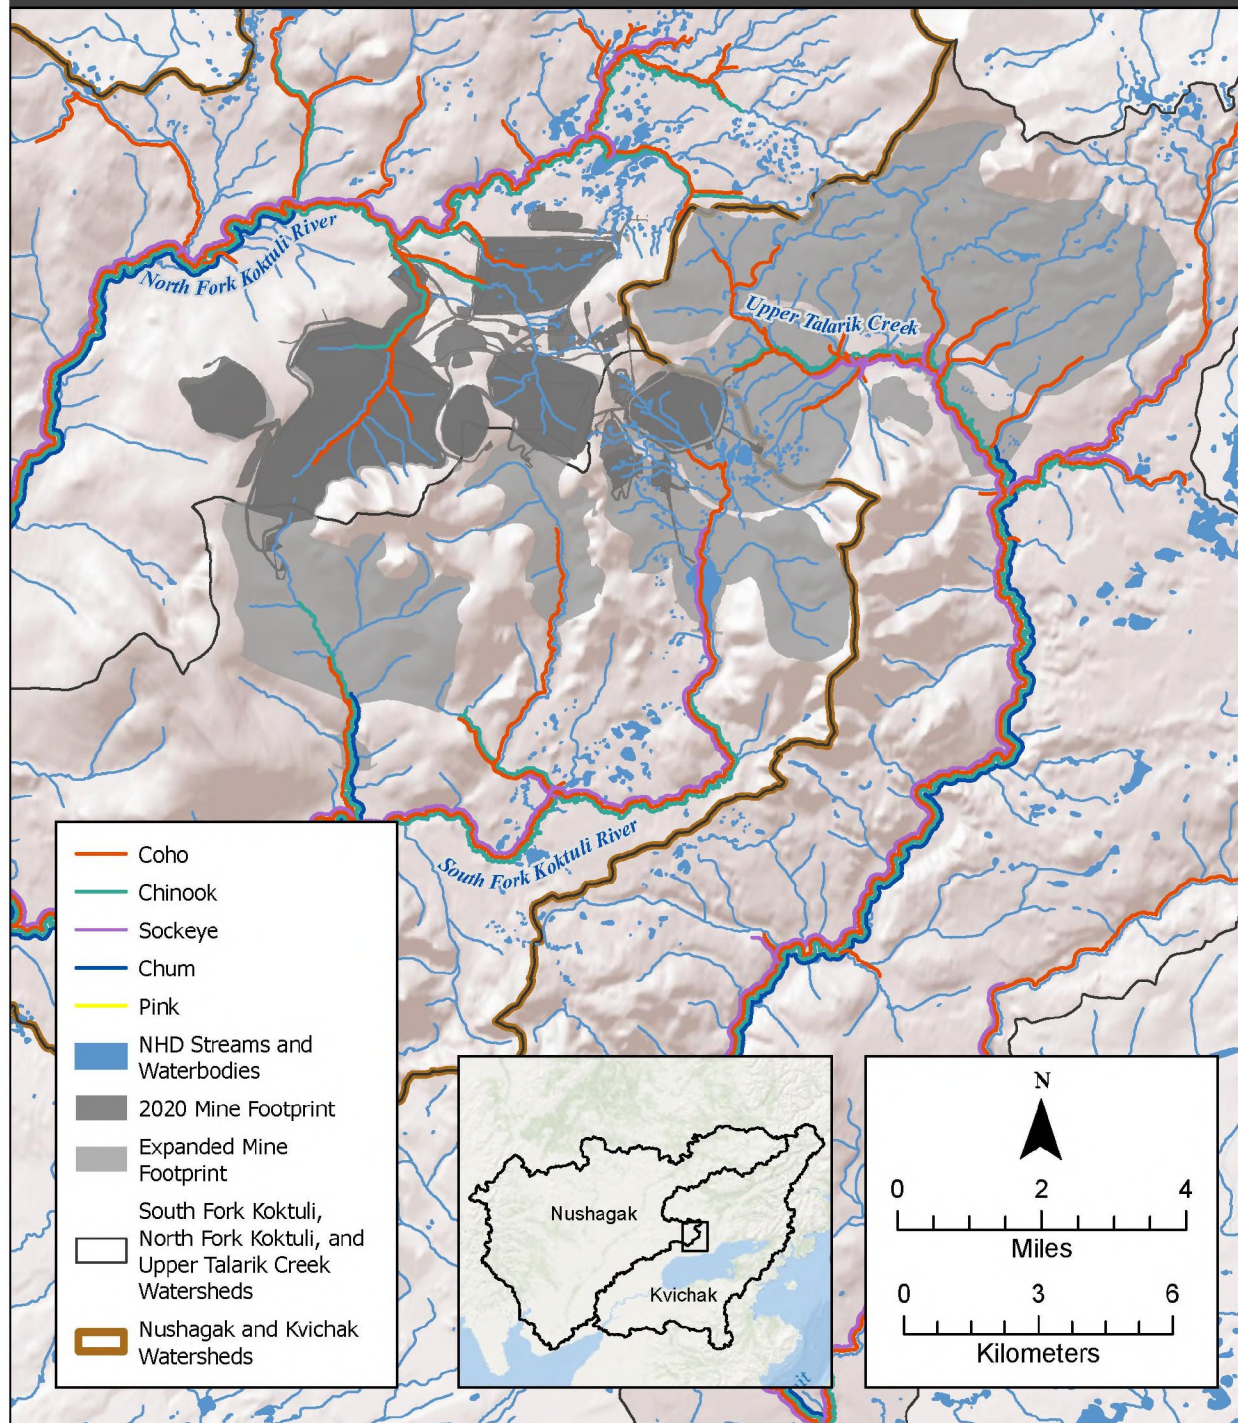 North Fork Koktuli River
Upper Talarik Creek
South Fork Koktuli River
Coho
Chinook
Sockeye
Chum
Pink
NHD Streams and
Waterbodies
2020 Mine Footprint
Expanded Mine
Footprint
South Fork Koktuli,
North Fork Koktuli, and
Upper Talarik Creek
Watersheds
Nushagak and Kvichak
Watersheds
Nushagak
Kvichak
N
0 2 4
Miles
0 3 6
Kilometers